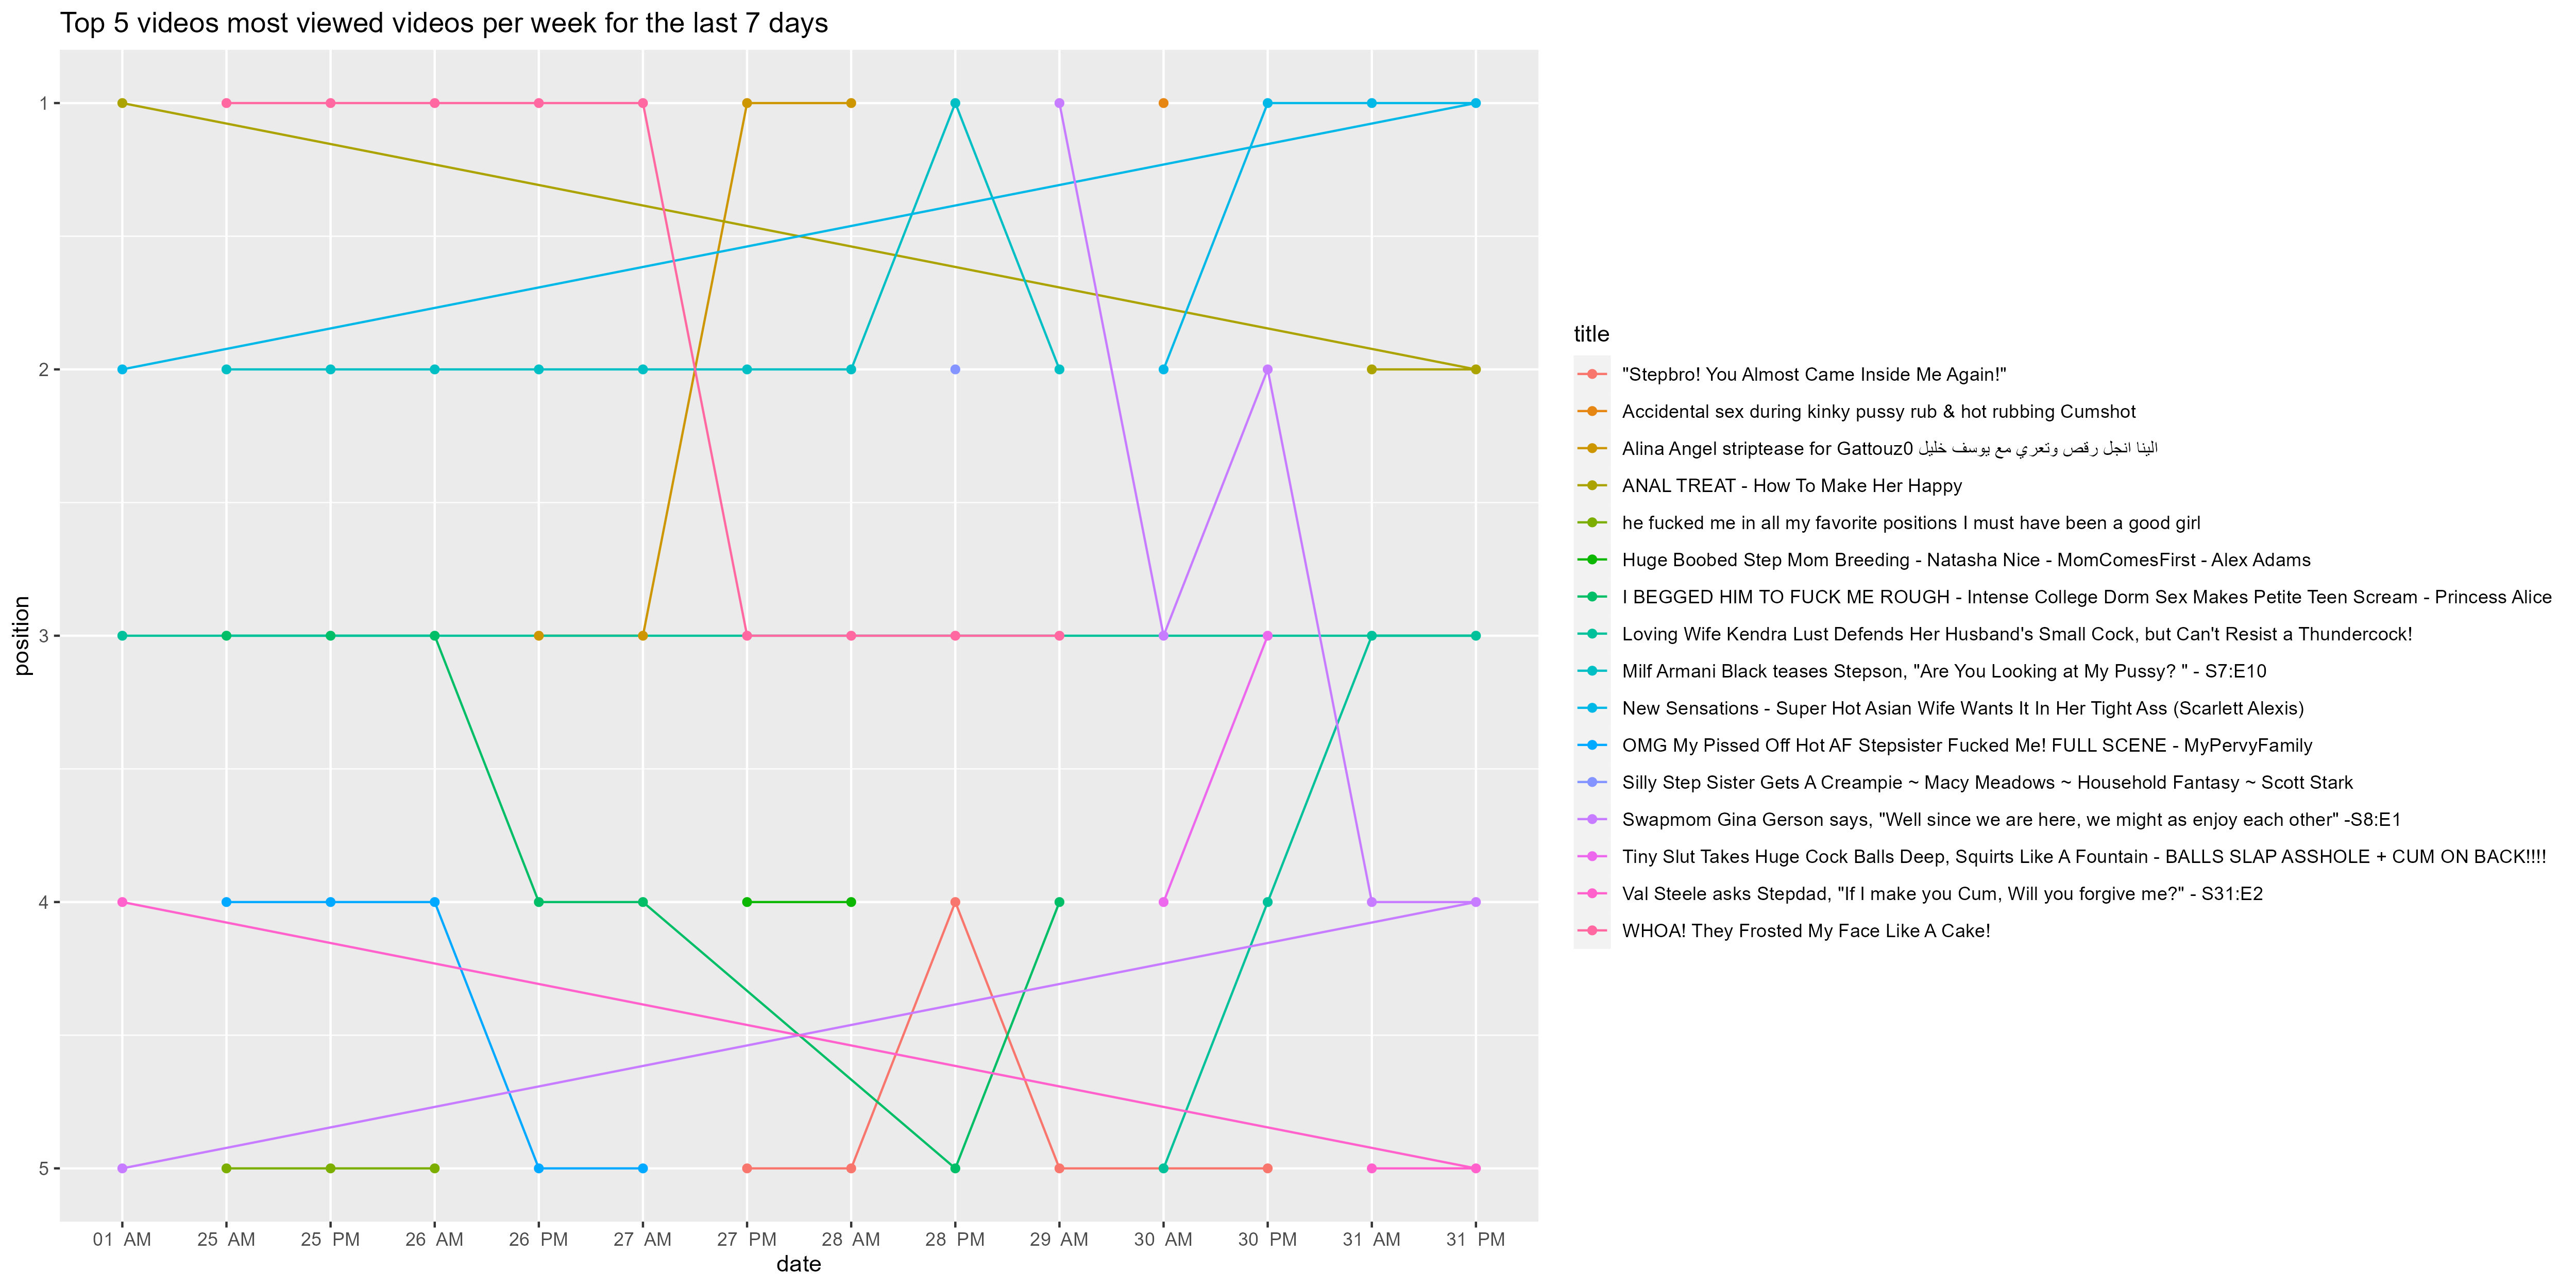 Top 5 videos most viewed videos per week for the last 7 days
position
1
2
3
4
5
01 AM
25 AM
25 PM
26 AM
26 PM
27 AM
27 PM
28 AM
28 PM
29 AM
30 AM
30 PM
31 AM
31 PM
date
title
"Stepbro! You Almost Came Inside Me Again!"
Accidental sex during kinky pussy rub & hot rubbing Cumshot
Alina Angel striptease for Gattouz0 الينا انجل رقص وتعري مع يوسف خليل
ANAL TREAT - How To Make Her Happy
he fucked me in all my favorite positions I must have been a good girl
Huge Boobed Step Mom Breeding - Natasha Nice - MomComesFirst - Alex Adams
I BEGGED HIM TO FUCK ME ROUGH - Intense College Dorm Sex Makes Petite Teen Scream - Princess Alice
Loving Wife Kendra Lust Defends Her Husband's Small Cock, but Can't Resist a Thundercock!
Milf Armani Black teases Stepson, "Are You Looking at My Pussy? " - S7:E10
New Sensations - Super Hot Asian Wife Wants It In Her Tight Ass (Scarlett Alexis)
OMG My Pissed Off Hot AF Stepsister Fucked Me! FULL SCENE - MyPervyFamily
Silly Step Sister Gets A Creampie ~ Macy Meadows ~ Household Fantasy ~ Scott Stark
Swapmom Gina Gerson says, "Well since we are here, we might as enjoy each other" -S8:E1
Tiny Slut Takes Huge Cock Balls Deep, Squirts Like A Fountain - BALLS SLAP ASSHOLE + CUM ON BACK!!!!
Val Steele asks Stepdad, "If I make you Cum, Will you forgive me?" - S31:E2
WHOA! They Frosted My Face Like A Cake!